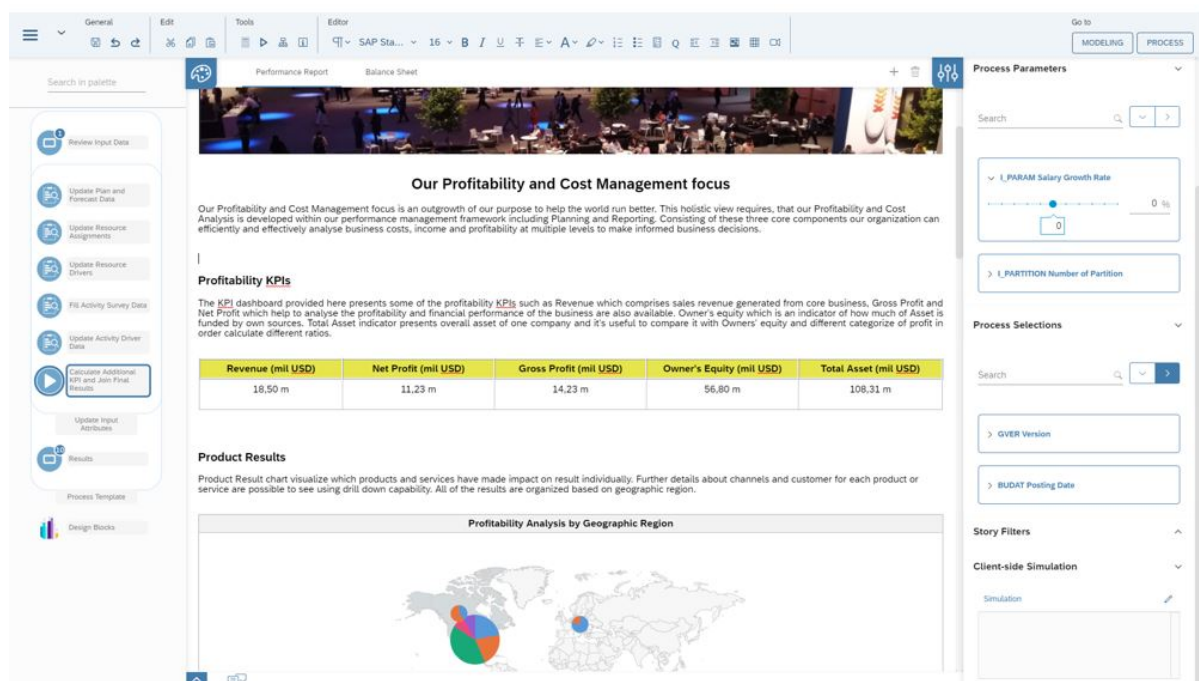 General
Edit
Tools
Editor
Go to
SAP Sta...
16
B I U
A
MODELING
PROCESS
Search in palette
1
Review Input Data
Update Plan and
Forecast Data
Update Resource
Assignments
Update Resource
Drivers
Fill Activity Survey Data
Update Activity Driver
Data
Calculate Additional
KPI and Join Final
Results
Update Input
Attributes
10
Results
Process Template
Design Blocks
Performance Report
Balance Sheet
Our Profitability and Cost Management focus
Our Profitability and Cost Management focus is an outgrowth of our purpose to help the world run better. This holistic view requires, that our Profitability and Cost
Analysis is developed within our performance management framework including Planning and Reporting. Consisting of these three core components our organization can
efficiently and effectively analyse business costs, income and profitability at multiple levels to make informed business decisions.
Profitability KPIs
The KPI dashboard provided here presents some of the profitability KPIs such as Revenue which comprises sales revenue generated from core business, Gross Profit and
Net Profit which help to analyse the profitability and financial performance of the business are also available. Owner's equity which is an indicator of how much of Asset is
funded by own sources. Total Asset indicator presents overall asset of one company and it's useful to compare it with Owners' equity and different categorize of profit in
order calculate different ratios.
Revenue (mil USD) Net Profit (mil USD) Gross Profit (mil USD) Owner's Equity (mil USD) Total Asset (mil USD)
18,50 m 11,23 m 14,23 m 56,80 m 108,31 m
Product Results
Product Result chart visualize which products and services have made impact on result individually. Further details about channels and customer for each product or
service are possible to see using drill down capability. All of the results are organized based on geographic region.
Profitability Analysis by Geographic Region
Process Parameters
Search
I_PARAM Salary Growth Rate
0 %
0
I_PARTITION Number of Partition
Process Selections
Search
GVER Version
BUDAT Posting Date
Story Filters
Client-side Simulation
Simulation